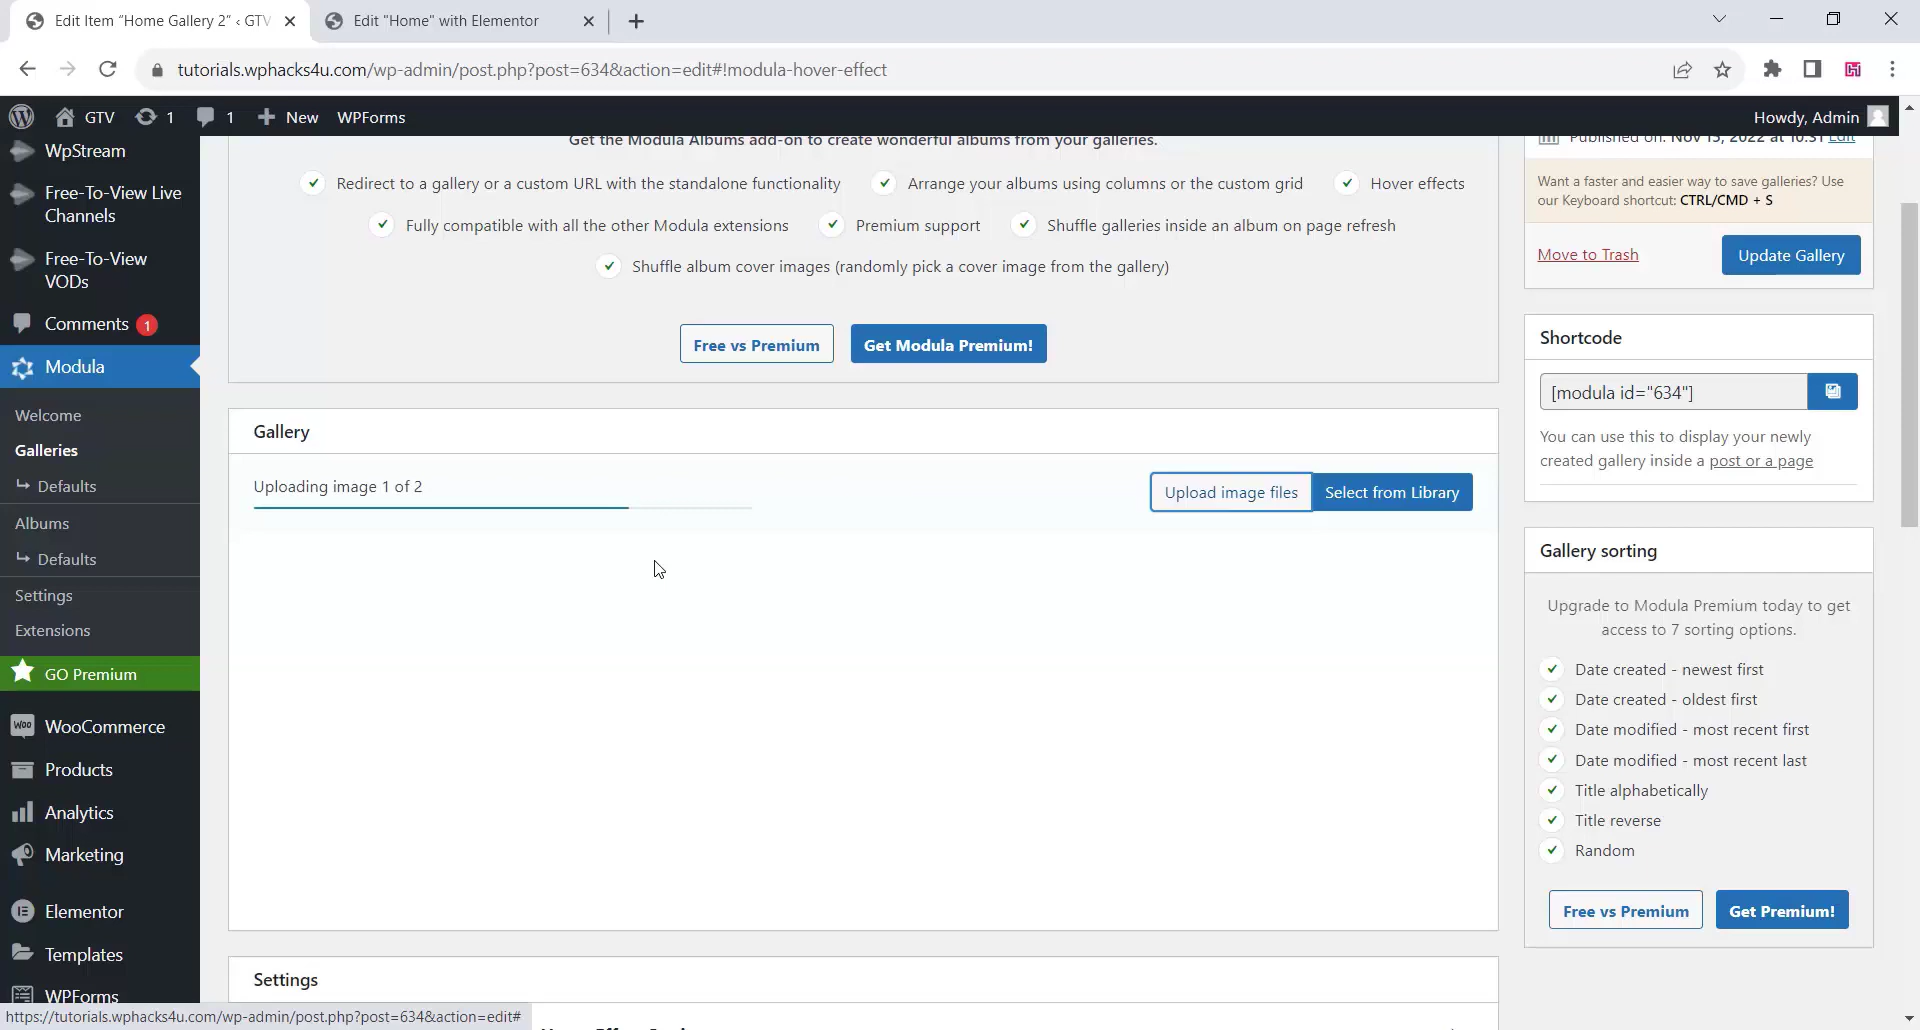 Edit Item “Home Gallery 2” ‹ GTV
Edit "Home" with Elementor
tutorials.wphacks4u.com/wp-admin/post.php?post=634&action=edit#!modula-hover-effect
GTV
1
1
New
WPForms
Howdy, Admin
WpStream
Free-To-View Live
Channels
Free-To-View
VODs
Comments 1
Modula
Welcome
Galleries
Defaults
Albums
Defaults
Settings
Extensions
GO Premium
WooCommerce
Products
Analytics
Marketing
Elementor
Templates
WPForms
Get the Modula Albums add-on to create wonderful albums from your galleries.
Redirect to a gallery or a custom URL with the standalone functionality
Arrange your albums using columns or the custom grid
Hover effects
Fully compatible with all the other Modula extensions
Premium support
Shuffle galleries inside an album on page refresh
Shuffle album cover images (randomly pick a cover image from the gallery)
Free vs Premium
Get Modula Premium!
Gallery
Uploading image 1 of 2
Upload image files
Select from Library
Settings
Published on: Nov 15, 2022 at 10:31 Edit
Want a faster and easier way to save galleries? Use
our Keyboard shortcut: CTRL/CMD + S
Move to Trash
Update Gallery
Shortcode
[modula id="634"]
You can use this to display your newly
created gallery inside a post or a page
Gallery sorting
Upgrade to Modula Premium today to get
access to 7 sorting options.
Date created - newest first
Date created - oldest first
Date modified - most recent first
Date modified - most recent last
Title alphabetically
Title reverse
Random
Free vs Premium
Get Premium!
https://tutorials.wphacks4u.com/wp-admin/post.php?post=634&action=edit#